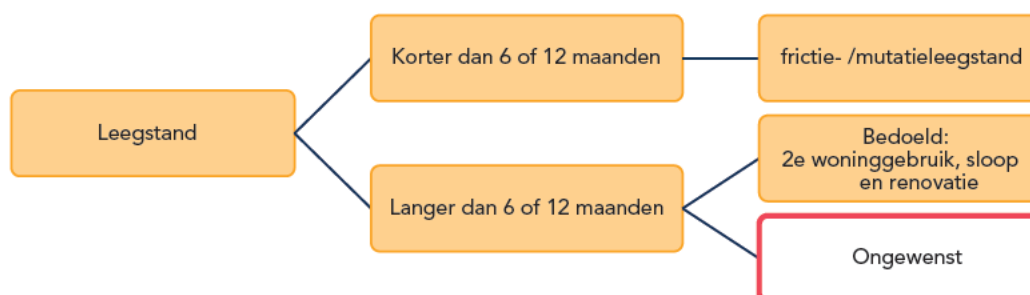 Leegstand
Korter dan 6 of 12 maanden
frictie- /mutatieleegstand
Langer dan 6 of 12 maanden
Bedoeld:
2e woninggebruik, sloop
en renovatie
Ongewenst